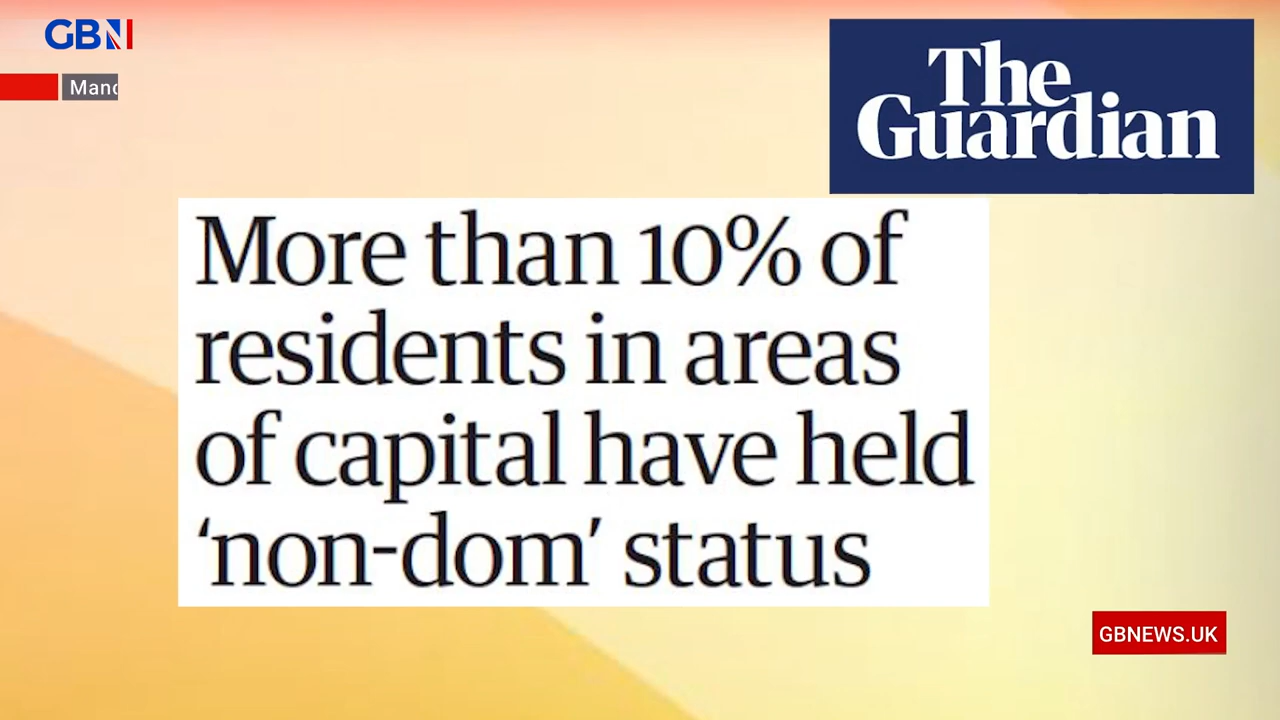 GBN
The
Guardian
More than 10% of
residents in areas
of capital have held
‘non-dom’ status
GBNEWS.UK